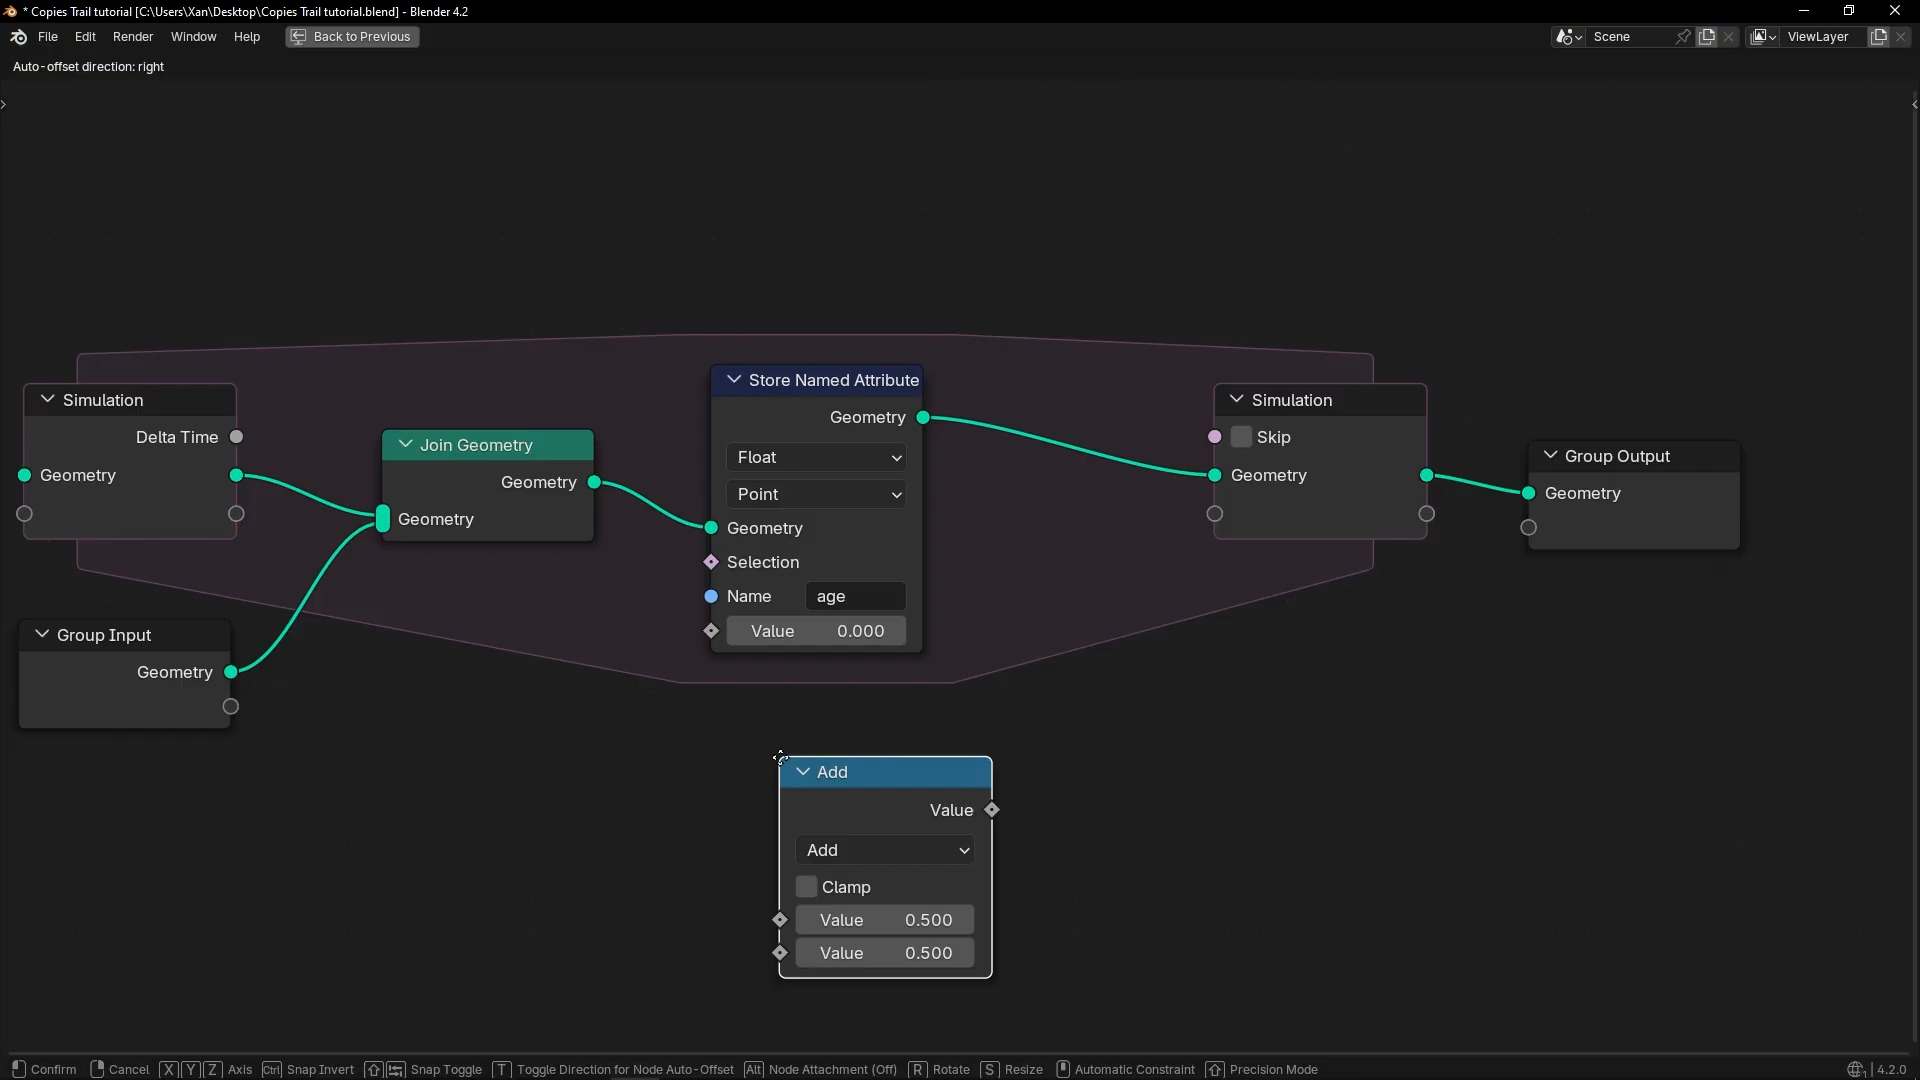 * Copies Trail tutorial [C:\Users\Xan\Desktop\Copies Trail tutorial.blend] - Blender 4.2
File Edit Render Window Help Back to Previous Scene ViewLayer
Auto-offset direction: right
Simulation
Delta Time
Geometry
Group Input
Geometry
Join Geometry
Geometry
Geometry
Store Named Attribute
Geometry
Float
Point
Geometry
Selection
Name age
Value 0.000
Add
Value
Add
Clamp
Value 0.500
Value 0.500
Simulation
Skip
Geometry
Group Output
Geometry
Confirm Cancel X Y Z Axis Ctrl Snap Invert Snap Toggle T Toggle Direction for Node Auto-Offset Alt Node Attachment (Off) R Rotate S Resize Automatic Constraint Precision Mode 4.2.0